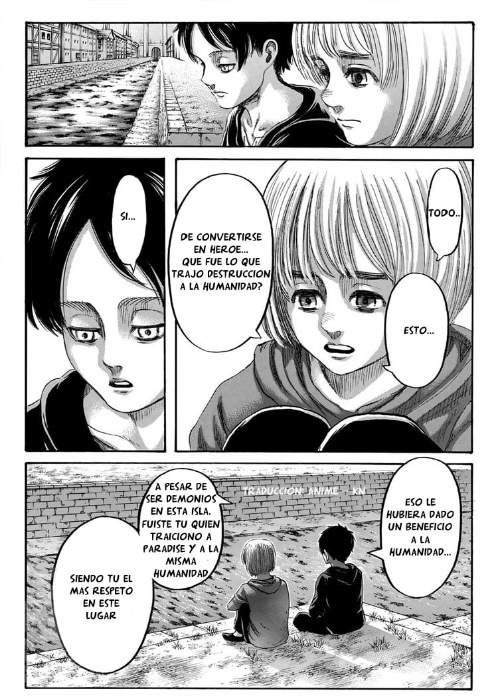 TODO..
ESTO...
DE CONVERTIRSE
EN HEROE...
QUE FUE LO QUE
TRAJO DESTRUCCION
A LA HUMANIDAD?
SI...
ESO LE
HUBIERA DADO
UN BENEFICIO
A LA
HUMANIDAD...
TRADUCCIÓN: ANIME - KN
A PESAR DE
SER DEMONIOS
EN ESTA ISLA.
FUISTE TU QUIEN
TRAICIONO A
PARADISE Y A LA
MISMA
HUMANIDAD
SIENDO TU EL
MAS RESPETO
EN ESTE
LUGAR